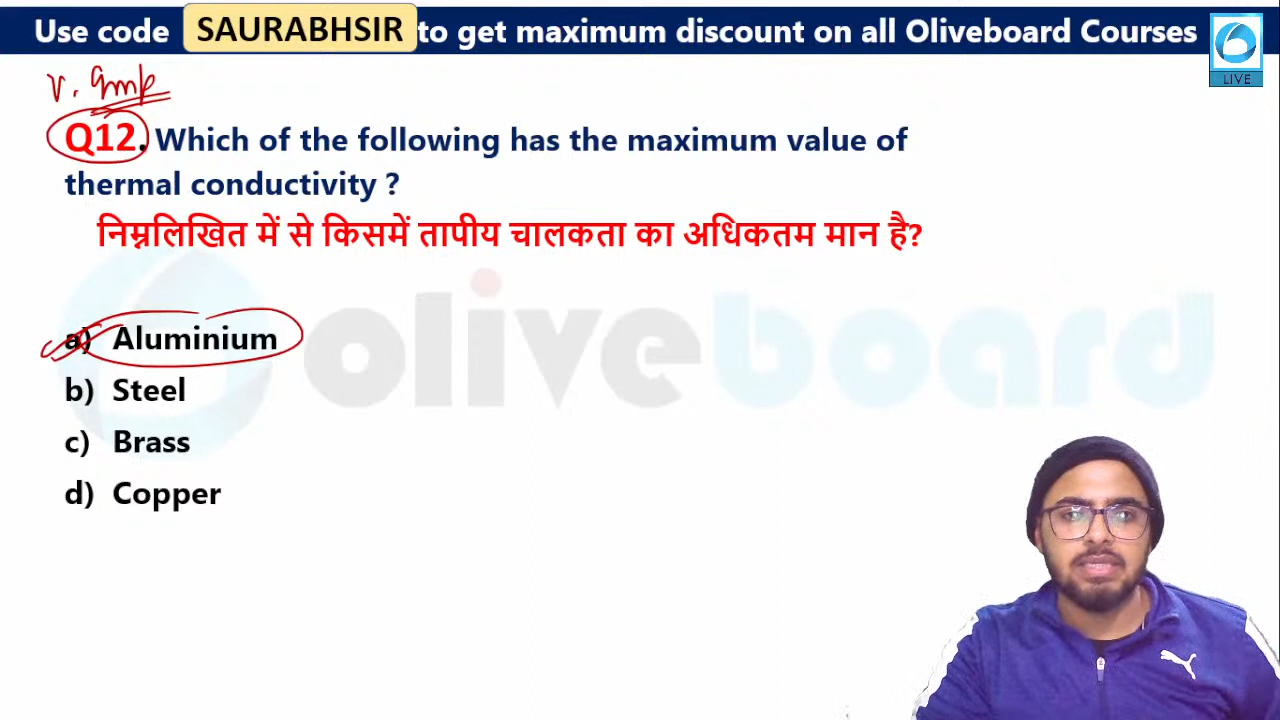 Use code SAURABHSIR to get maximum discount on all Oliveboard Courses
LIVE
V. Imp
Q12. Which of the following has the maximum value of
thermal conductivity ?
निम्नलिखित में से किसमें तापीय चालकता का अधिकतम मान है?
oliveboard
a) Aluminium
b) Steel
c) Brass
d) Copper